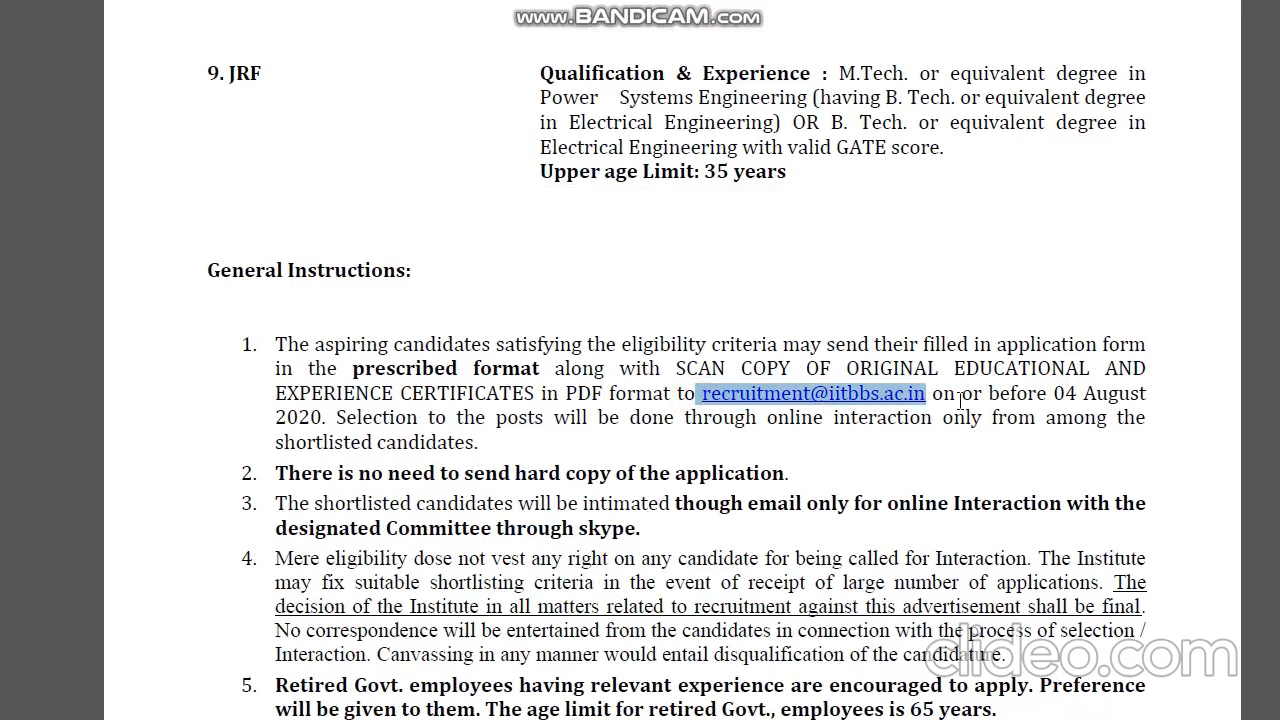 www.BANDICAM.com
9. JRF
Qualification & Experience : M.Tech. or equivalent degree in
Power Systems Engineering (having B. Tech. or equivalent degree
in Electrical Engineering) OR B. Tech. or equivalent degree in
Electrical Engineering with valid GATE score.
Upper age Limit: 35 years
General Instructions:
1. The aspiring candidates satisfying the eligibility criteria may send their filled in application form
in the prescribed format along with SCAN COPY OF ORIGINAL EDUCATIONAL AND
EXPERIENCE CERTIFICATES in PDF format to recruitment@iitbbs.ac.in on or before 04 August
2020. Selection to the posts will be done through online interaction only from among the
shortlisted candidates.
2. There is no need to send hard copy of the application.
3. The shortlisted candidates will be intimated though email only for online Interaction with the
designated Committee through skype.
4. Mere eligibility dose not vest any right on any candidate for being called for Interaction. The Institute
may fix suitable shortlisting criteria in the event of receipt of large number of applications. The
decision of the Institute in all matters related to recruitment against this advertisement shall be final.
No correspondence will be entertained from the candidates in connection with the process of selection /
Interaction. Canvassing in any manner would entail disqualification of the candidature.
clideo.com
5. Retired Govt. employees having relevant experience are encouraged to apply. Preference
will be given to them. The age limit for retired Govt., employees is 65 years.